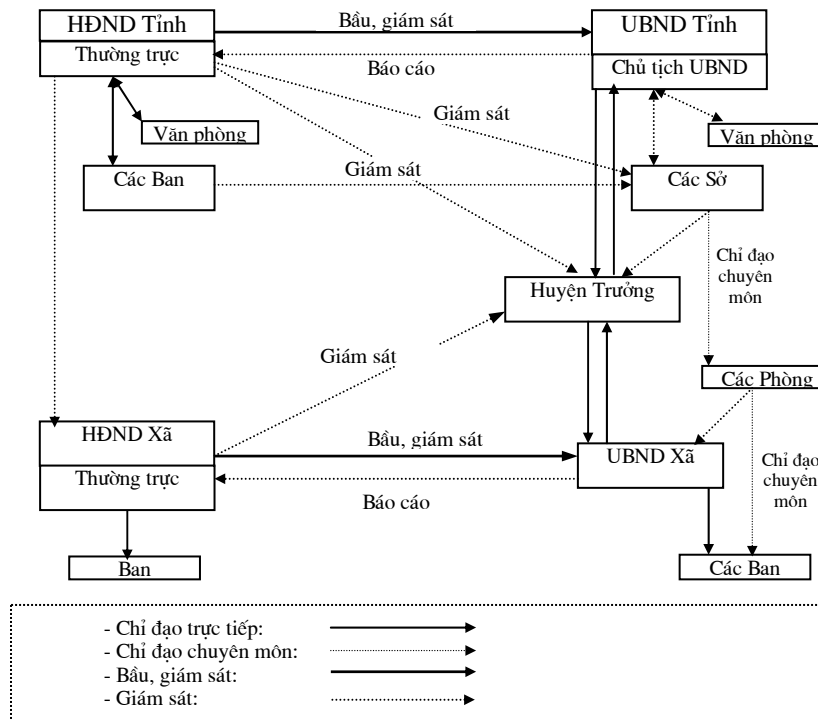 HĐND Tỉnh
Bầu, giám sát
UBND Tỉnh
Thường trực
Báo cáo
Chủ tịch UBND
Giám sát
Văn phòng
Văn phòng
Các Ban
Giám sát
Các Sở
Chỉ đạo
chuyên
môn
Huyện Trưởng
Giám sát
Các Phòng
HĐND Xã
Bầu, giám sát
UBND Xã
Chỉ đạo
chuyên
môn
Thường trực
Báo cáo
Ban
Các Ban
- Chỉ đạo trực tiếp:
- Chỉ đạo chuyên môn:
- Bầu, giám sát:
- Giám sát: